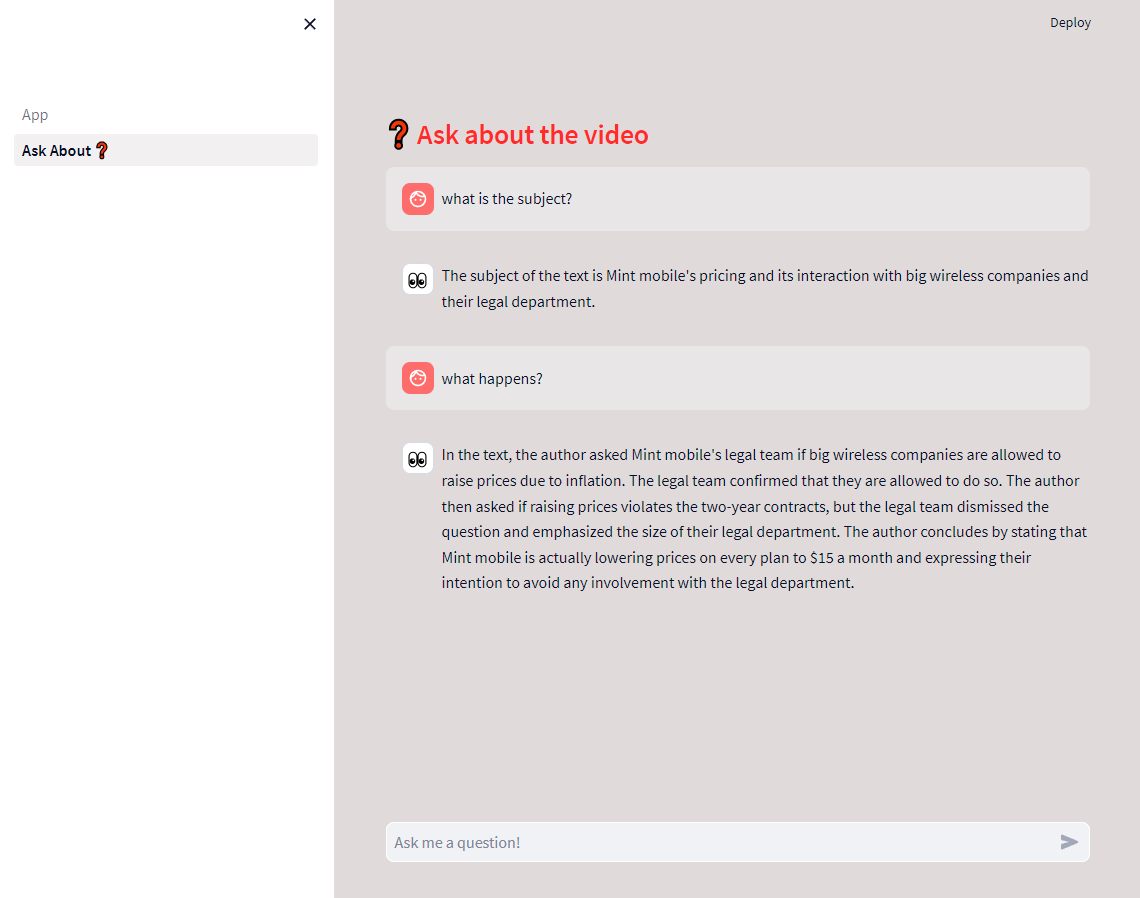 Deploy
App
Ask About ❓
❓ Ask about the video
what is the subject?
The subject of the text is Mint mobile's pricing and its interaction with big wireless companies and
their legal department.
what happens?
In the text, the author asked Mint mobile's legal team if big wireless companies are allowed to
raise prices due to inflation. The legal team confirmed that they are allowed to do so. The author
then asked if raising prices violates the two-year contracts, but the legal team dismissed the
question and emphasized the size of their legal department. The author concludes by stating that
Mint mobile is actually lowering prices on every plan to $15 a month and expressing their
intention to avoid any involvement with the legal department.
Ask me a question!